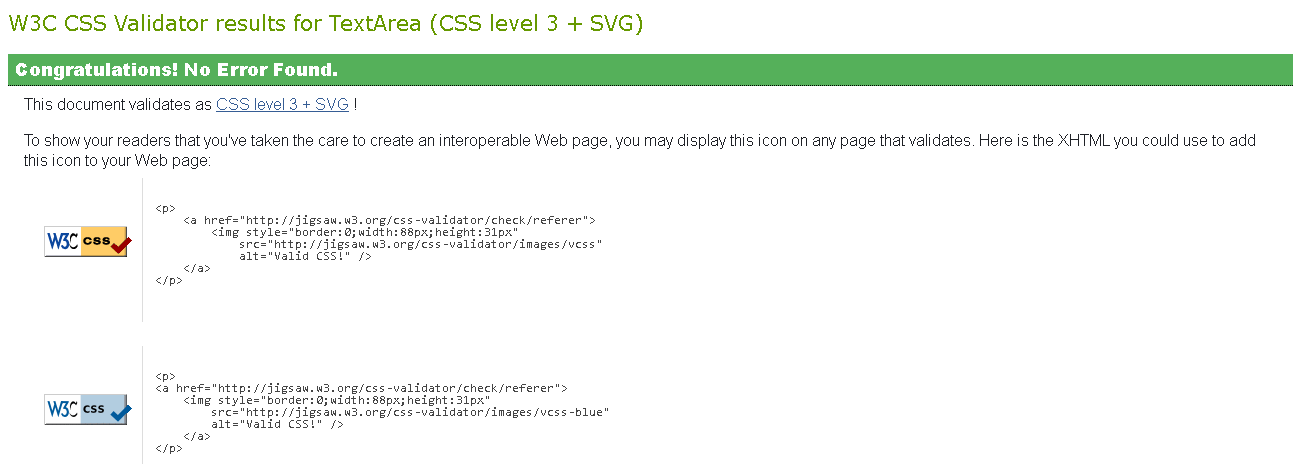 W3C CSS Validator results for TextArea (CSS level 3 + SVG)
Congratulations! No Error Found.
This document validates as CSS level 3 + SVG !
To show your readers that you've taken the care to create an interoperable Web page, you may display this icon on any page that validates. Here is the XHTML you could use to add
this icon to your Web page:
W3C css
<p>
<a href="http://jigsaw.w3.org/css-validator/check/referer">
<img style="border:0;width:88px;height:31px"
src="http://jigsaw.w3.org/css-validator/images/vcss"
alt="Valid CSS!" />
</a>
</p>
W3C css
<p>
<a href="http://jigsaw.w3.org/css-validator/check/referer">
<img style="border:0;width:88px;height:31px"
src="http://jigsaw.w3.org/css-validator/images/vcss-blue"
alt="Valid CSS!" />
</a>
</p>